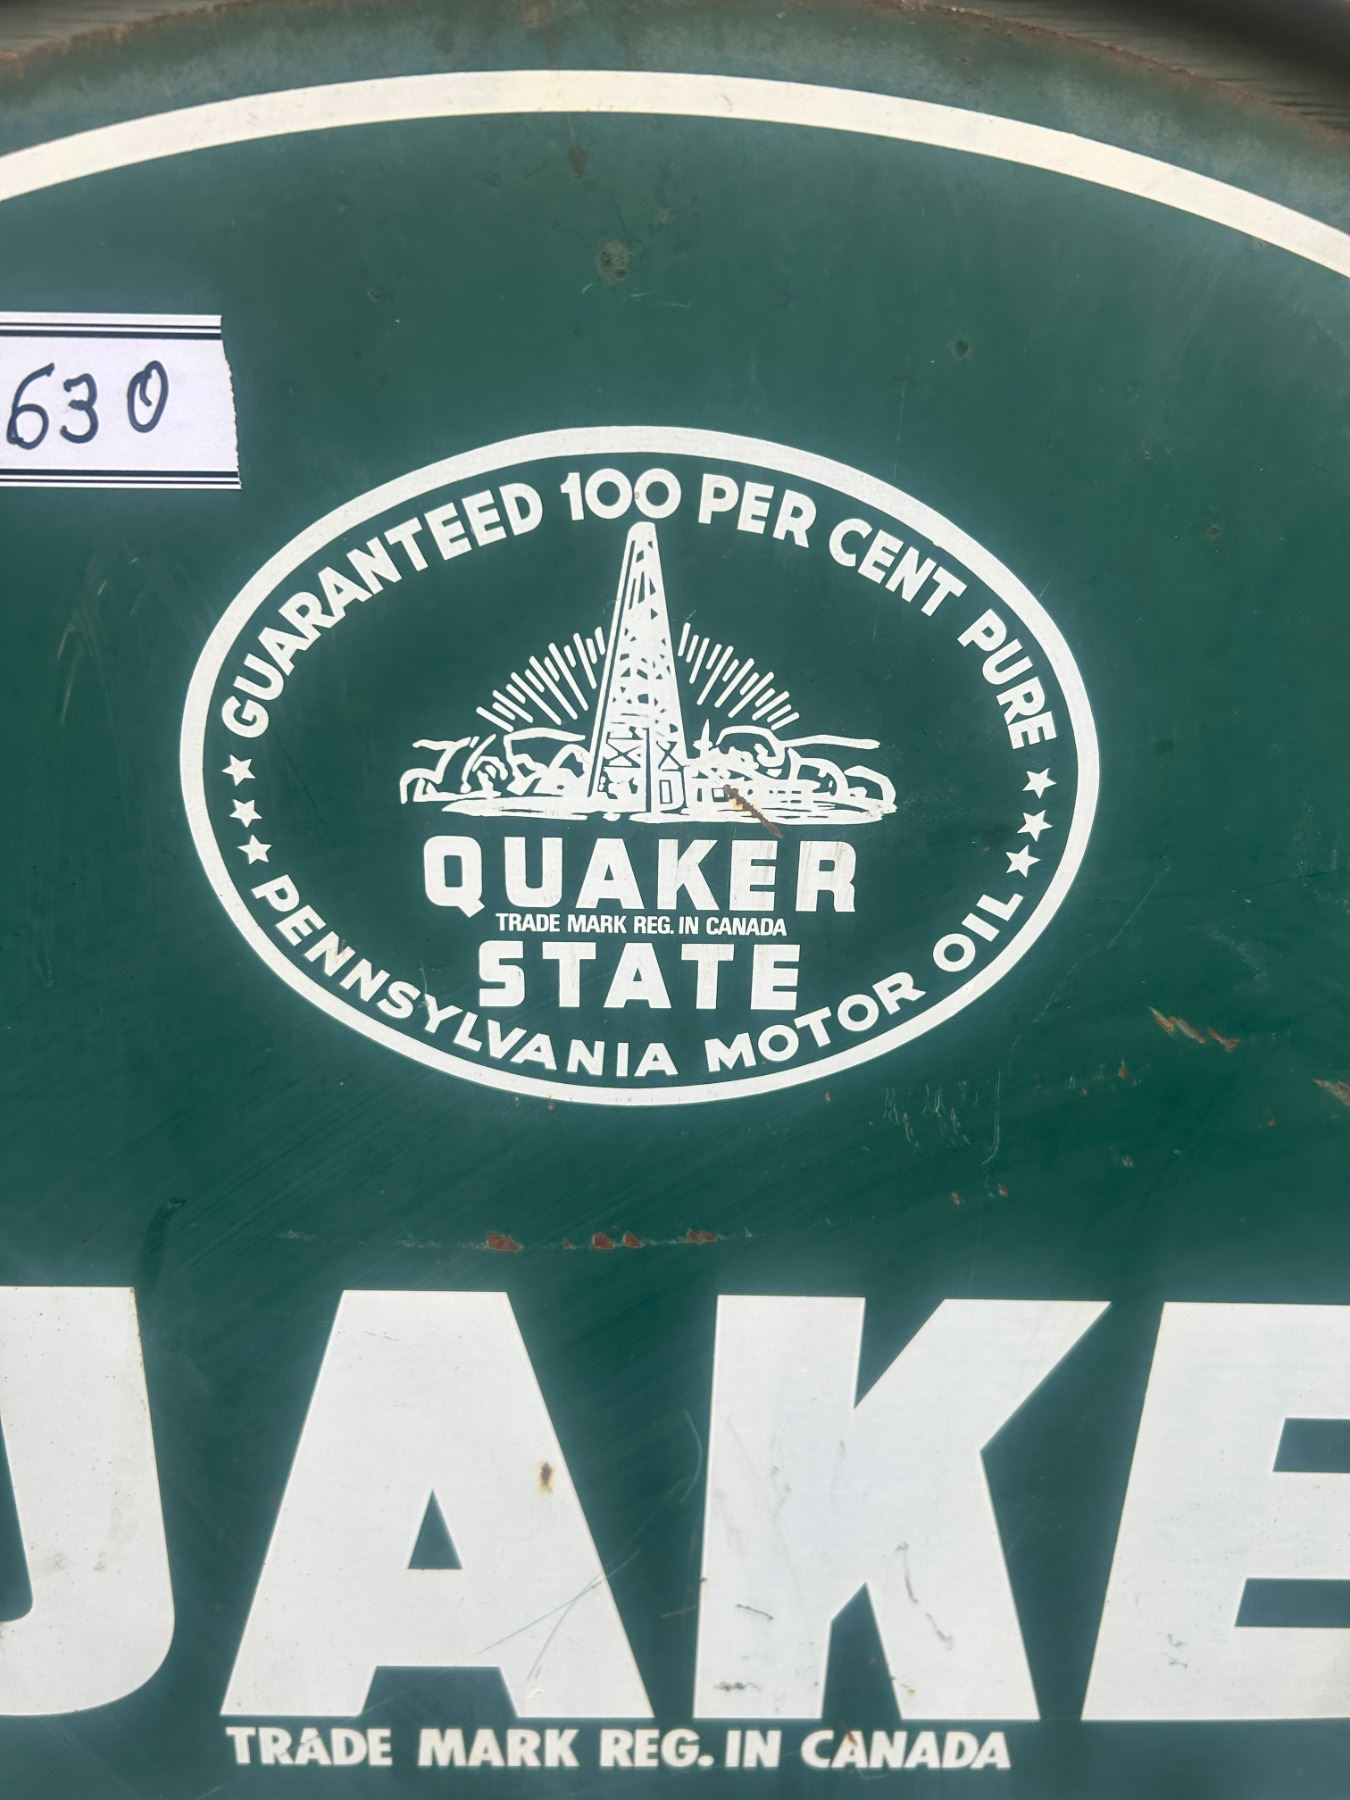 630
GUARANTEED 100 PER CENT PURE
QUAKER
TRADE MARK REG. IN CANADA
STATE
PENNSYLVANIA MOTOR OIL
UAKE
TRADE MARK REG. IN CANADA